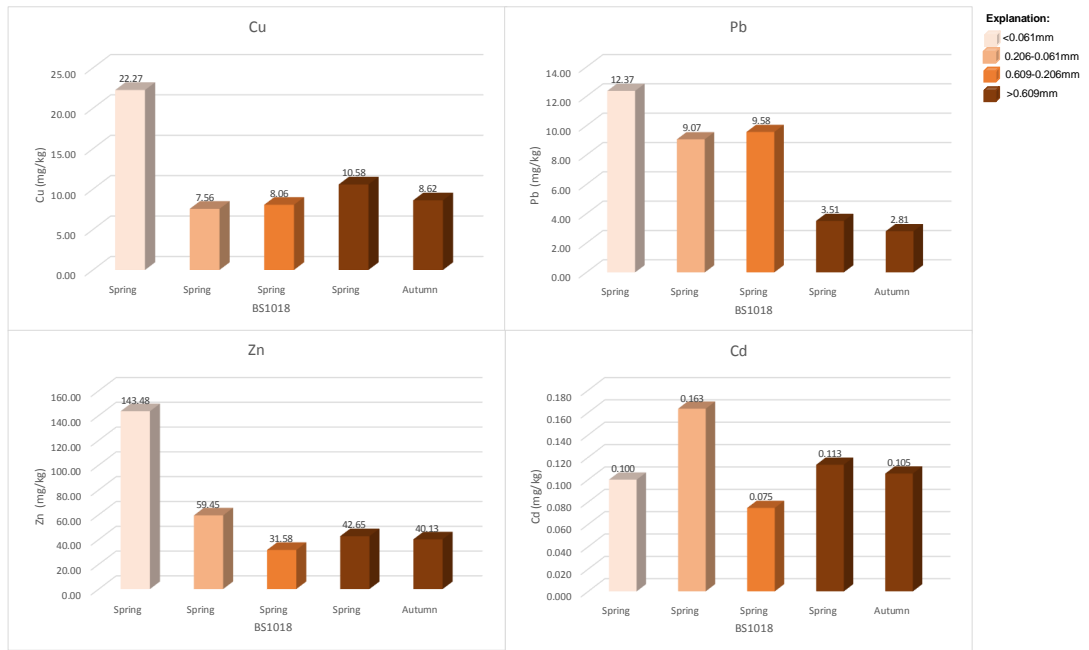 Cu
25.00
20.00
15.00
10.00
5.00
0.00
Cu (mg/kg)
22.27
7.56
8.06
10.58
8.62
Spring Spring Spring Spring Autumn
BS1018
Pb
14.00
12.00
10.00
8.00
6.00
4.00
2.00
0.00
Pb (mg/kg)
12.37
9.07
9.58
3.51
2.81
Spring Spring Spring Spring Autumn
BS1018
Explanation:
<0.061mm
0.206-0.061mm
0.609-0.206mm
>0.609mm
Zn
160.00
140.00
120.00
100.00
80.00
60.00
40.00
20.00
0.00
Zn (mg/kg)
143.48
59.45
31.58
42.65
40.13
Spring Spring Spring Spring Autumn
BS1018
Cd
0.180
0.160
0.140
0.120
0.100
0.080
0.060
0.040
0.020
0.000
Cd (mg/kg)
0.100
0.163
0.075
0.113
0.105
Spring Spring Spring Spring Autumn
BS1018